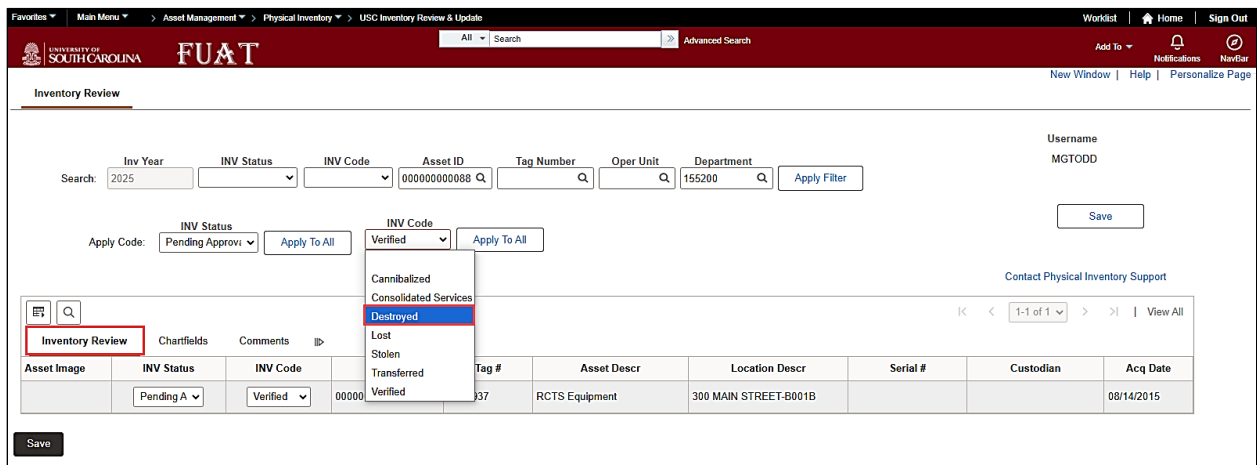 Favorites Main Menu > Asset Management > Physical Inventory > USC Inventory Review & Update Worklist Home Sign Out
UNIVERSITY OF SOUTH CAROLINA FUAT All Search >> Advanced Search Add To Notifications NavBar
New Window | Help | Personalize Page
Inventory Review
Username
MGTODD
Inv Year INV Status INV Code Asset ID Tag Number Oper Unit Department
Search: 2025 000000000088 155200 Apply Filter
Save
INV Status INV Code
Apply Code: Pending Approv Apply To All Verified Apply To All
Cannibalized
Consolidated Services
Destroyed
Lost
Stolen
Transferred
Verified
Contact Physical Inventory Support
1-1 of 1 | View All
Inventory Review Chartfields Comments
Asset Image INV Status INV Code Tag # Asset Descr Location Descr Serial # Custodian Acq Date
Pending A Verified 00000 937 RCTS Equipment 300 MAIN STREET-B001B 08/14/2015
Save